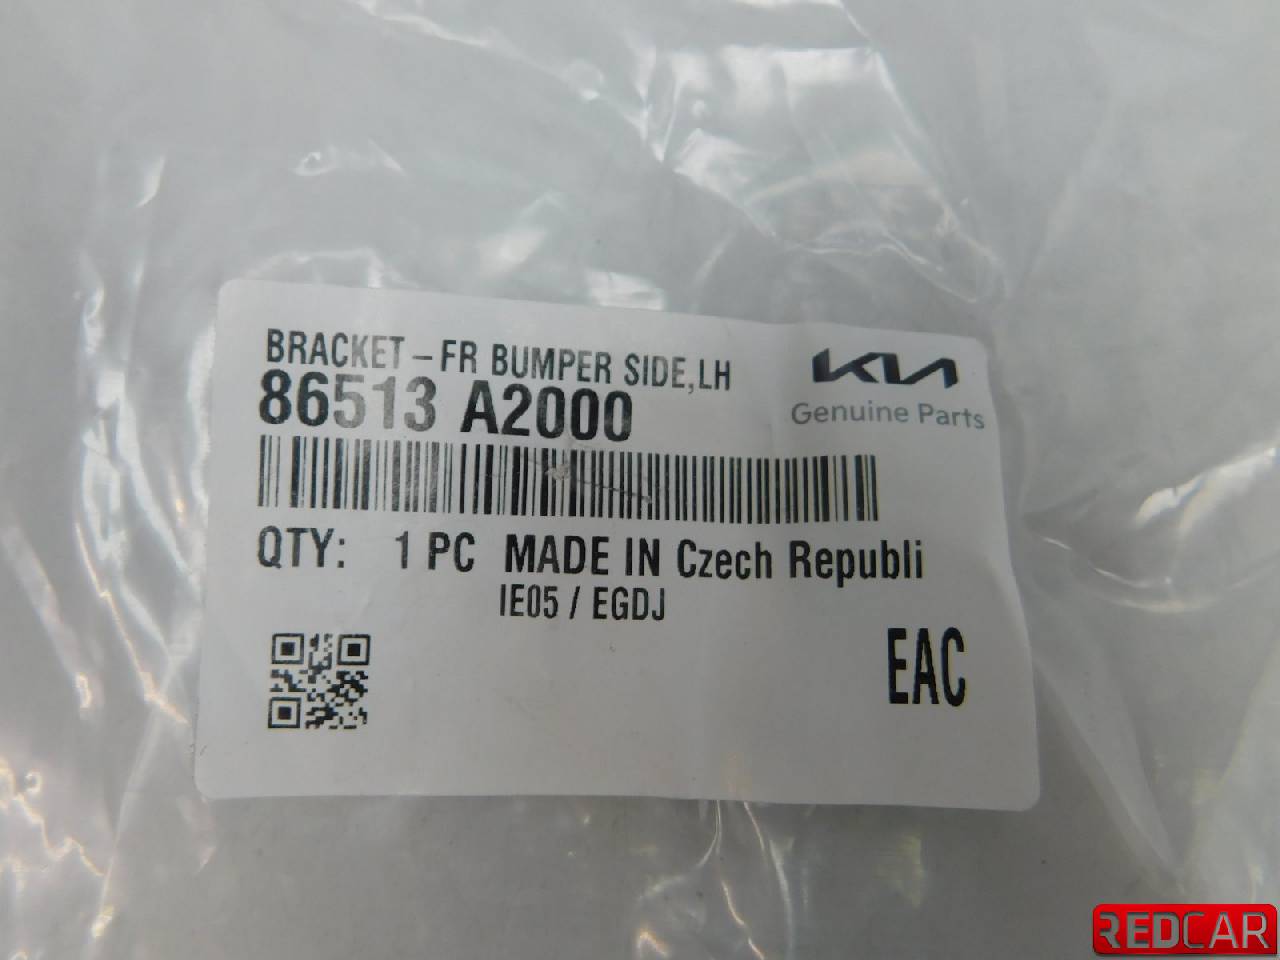 BRACKET-FR BUMPER SIDE,LH
86513 A2000
KIA
Genuine Parts
QTY: 1 PC MADE IN Czech Republi
IE05 / EGDJ
EAC
REDCAR